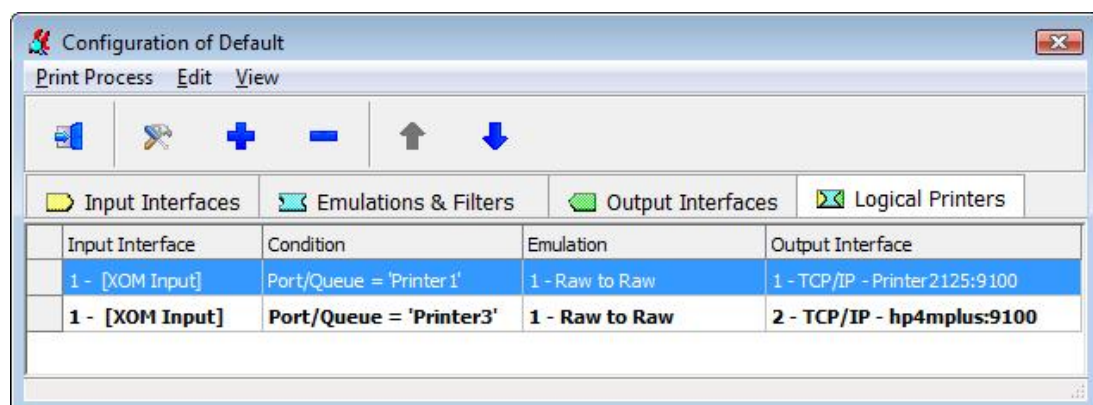 Configuration of Default
Print Process Edit View
Input Interfaces Emulations & Filters Output Interfaces Logical Printers
Input Interface Condition Emulation Output Interface
1 - [XOM Input] Port/Queue = 'Printer1' 1 - Raw to Raw 1 - TCP/IP - Printer2125:9100
1 - [XOM Input] Port/Queue = 'Printer3' 1 - Raw to Raw 2 - TCP/IP - hp4mplus:9100